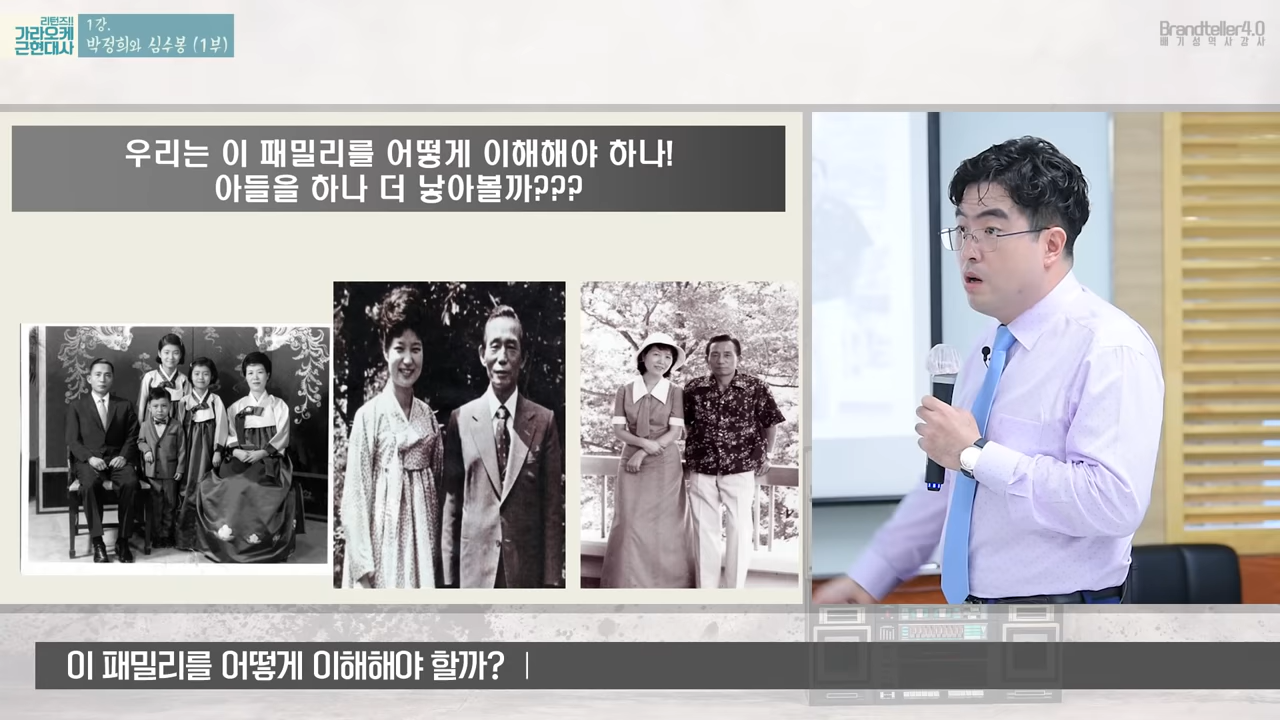 리턴즈!!
가라오케
근현대사
1강.
박정희와 심수봉 (1부)
Brandteller4.0
배기성역사강사
우리는 이 패밀리를 어떻게 이해해야 하나!
아들을 하나 더 낳아볼까???
이 패밀리를 어떻게 이해해야 할까?